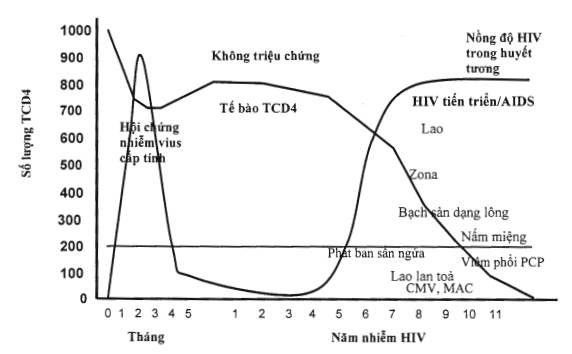 Số lượng TCD4
1000
900
800
700
600
500
400
300
200
100
0
Nồng độ HIV
trong huyết
tương
Không triệu chứng
HIV tiến triển/AIDS
Tế bào TCD4
Hội chứng
nhiễm vius
cấp tính
Lao
Zona
Bạch sản dạng lông
Nấm miệng
Phát ban sẩn ngứa
Viêm phổi PCP
Lao lan toả
CMV, MAC
0 1 2 3 4 5 1 2 3 4 5 6 7 8 9 10 11
Tháng Năm nhiễm HIV